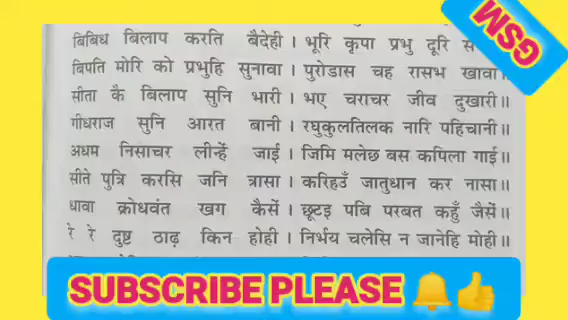 GSM
बिबिध बिलाप करति बैदेही । भूरि कृपा प्रभु दूरि
बिपति मोरि को प्रभुहि सुनावा । पुरोडास चह रासभ खावा ॥
सीता कै बिलाप सुनि भारी । भए चराचर जीव दुखारी ॥
गीधराज सुनि आरत बानी । रघुकुलतिलक नारि पहिचानी ॥
अधम निसाचर लीन्हें जाई । जिमि मलेछ बस कपिला गाई ॥
सीते पुत्रि करसि जनि त्रासा । करिहउँ जातुधान कर नासा ॥
धावा क्रोधवंत खग कैसें । छूटइ पबि परबत कहुँ जैसें ॥
रे रे दुष्ट ठाढ़ किन होही । निर्भय चलेसि न जानेहि मोही ॥
SUBSCRIBE PLEASE